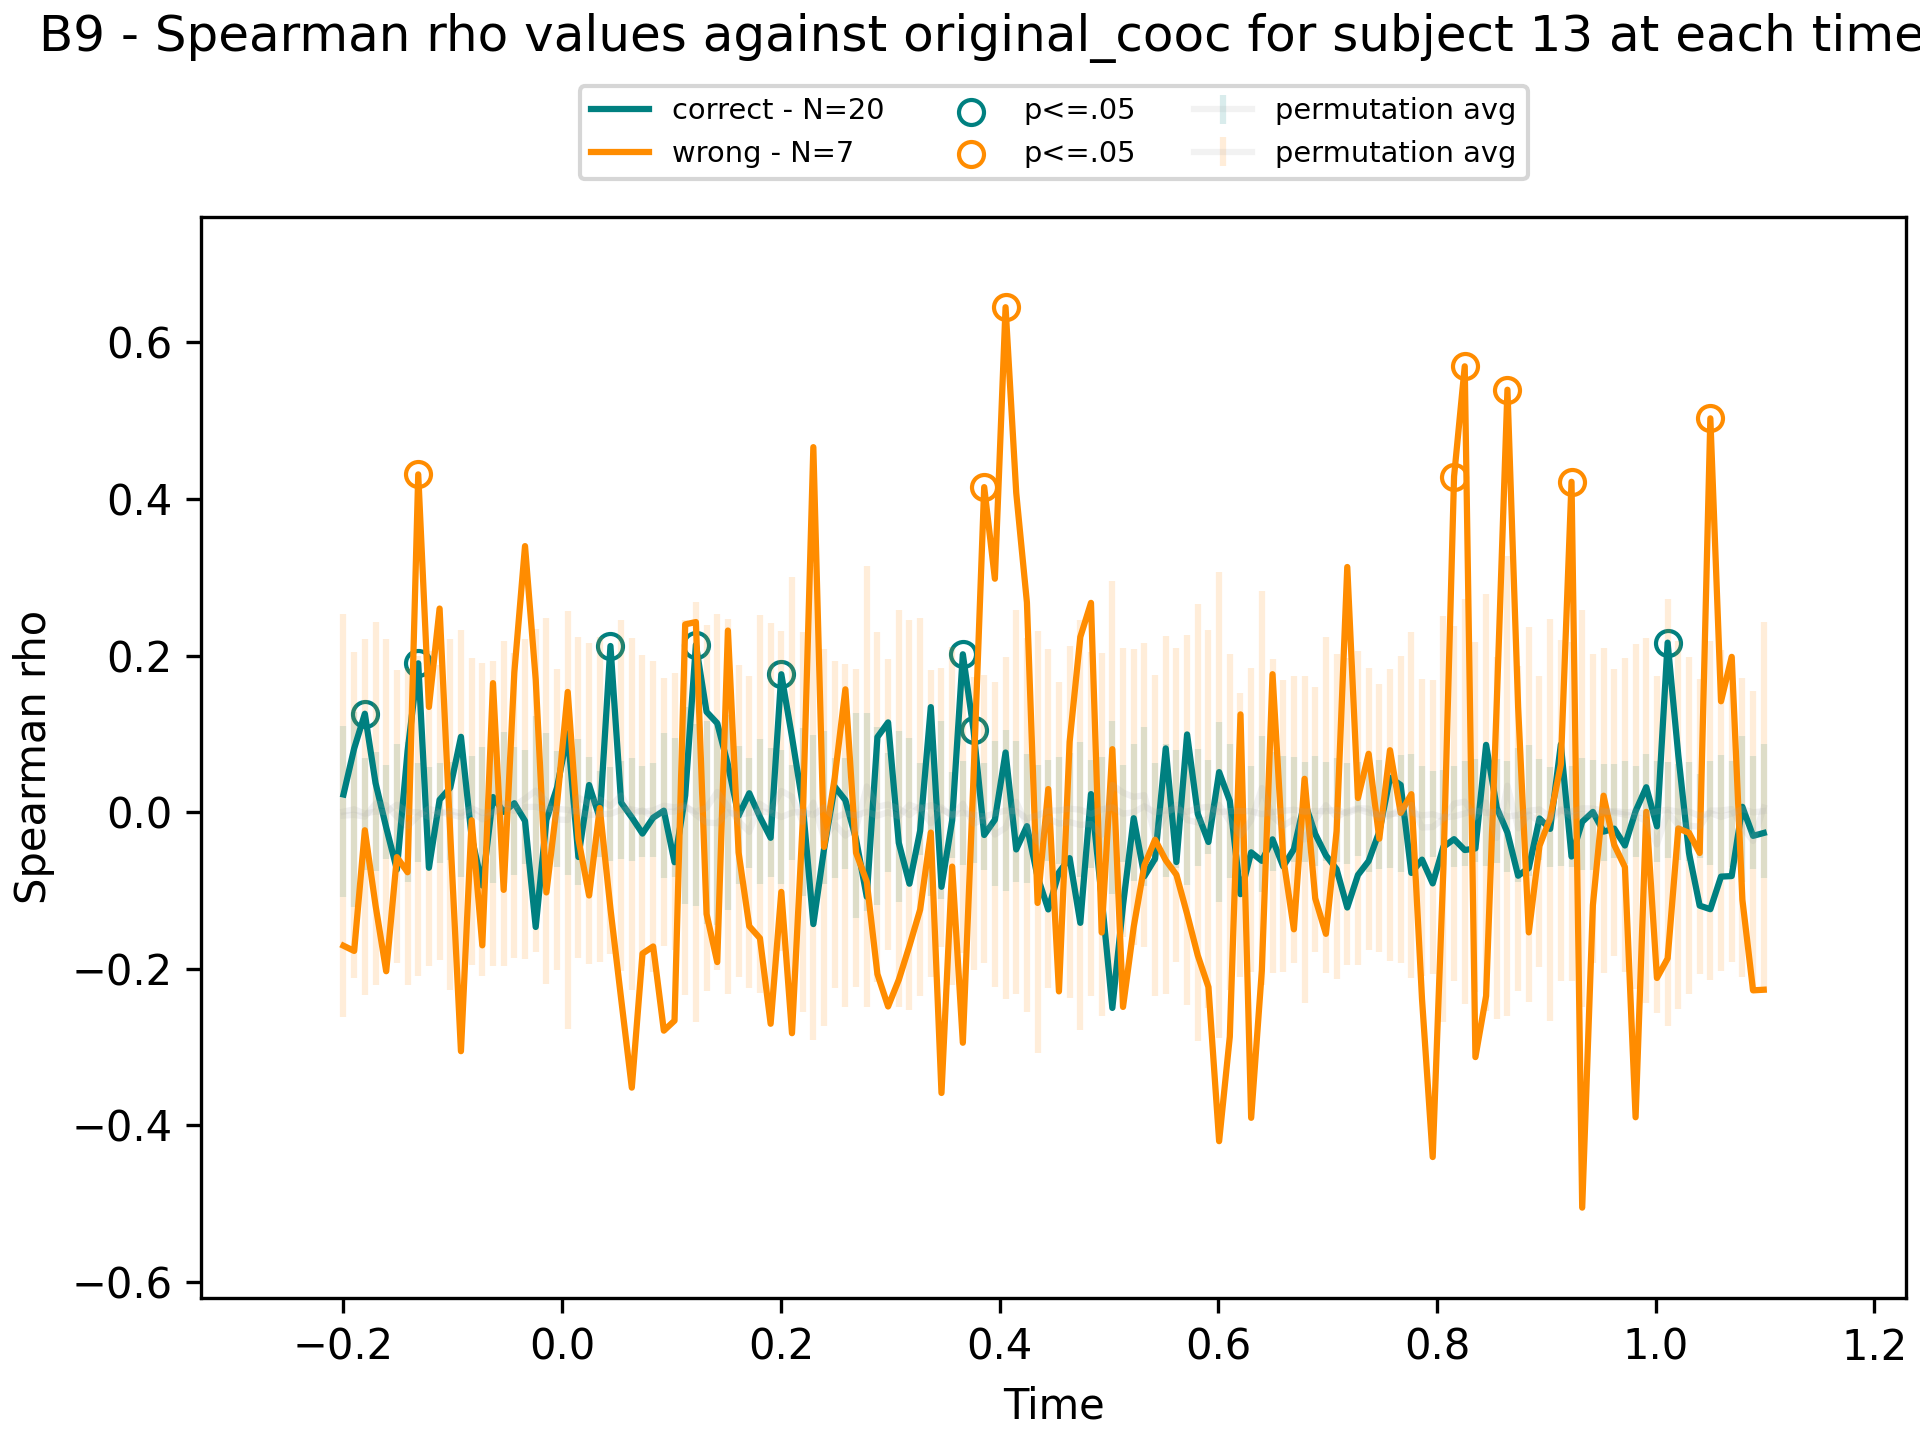 B9 - Spearman rho values against original_cooc for subject 13 at each time
correct - N=20
wrong - N=7
p<=.05
p<=.05
permutation avg
permutation avg
Spearman rho
0.6
0.4
0.2
0.0
−0.2
−0.4
−0.6
−0.2 0.0 0.2 0.4 0.6 0.8 1.0 1.2
Time